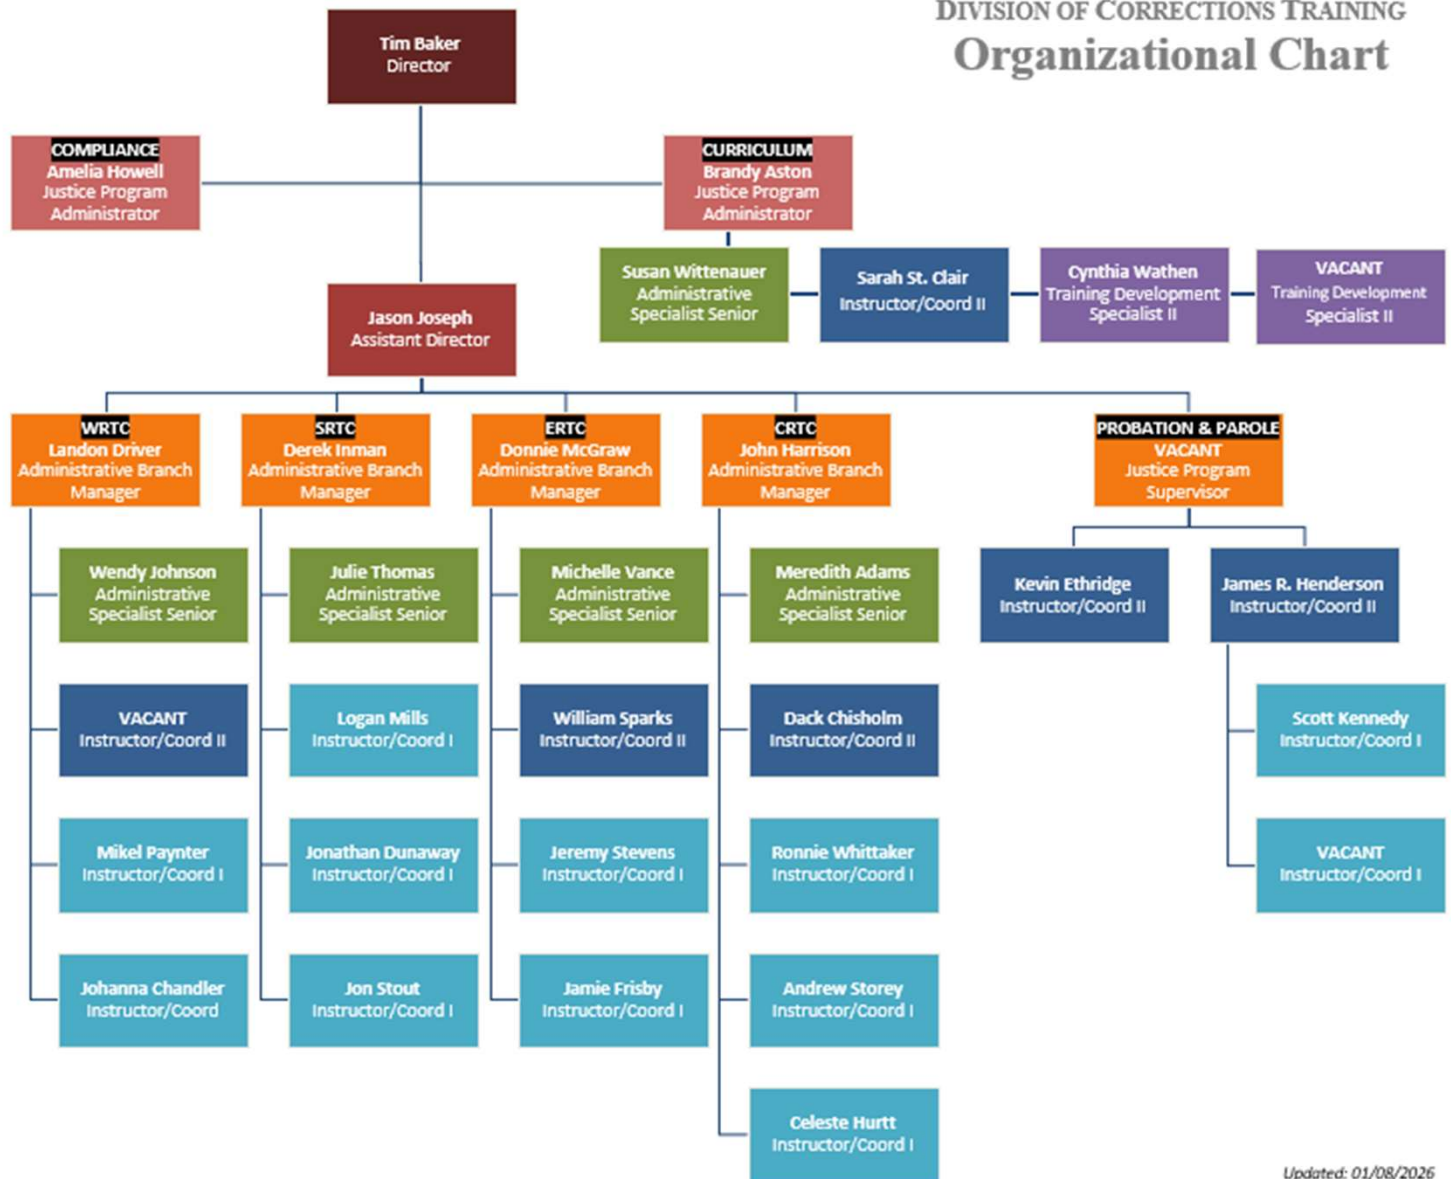 DIVISION OF CORRECTIONS TRAINING
Organizational Chart
Tim Baker
Director
COMPLIANCE
Amelia Howell
Justice Program
Administrator
CURRICULUM
Brandy Aston
Justice Program
Administrator
Susan Wittenauer
Administrative
Specialist Senior
Sarah St. Clair
Instructor/Coord II
Cynthia Wathen
Training Development
Specialist II
VACANT
Training Development
Specialist II
Jason Joseph
Assistant Director
WRTC
Landon Driver
Administrative Branch
Manager
SRTC
Derek Inman
Administrative Branch
Manager
ERTC
Donnie McGraw
Administrative Branch
Manager
CRTC
John Harrison
Administrative Branch
Manager
PROBATION & PAROLE
VACANT
Justice Program
Supervisor
Wendy Johnson
Administrative
Specialist Senior
Julie Thomas
Administrative
Specialist Senior
Michelle Vance
Administrative
Specialist Senior
Meredith Adams
Administrative
Specialist Senior
Kevin Ethridge
Instructor/Coord II
James R. Henderson
Instructor/Coord II
VACANT
Instructor/Coord II
Logan Mills
Instructor/Coord I
William Sparks
Instructor/Coord II
Dack Chisholm
Instructor/Coord II
Scott Kennedy
Instructor/Coord I
Mikel Paynter
Instructor/Coord I
Jonathan Dunaway
Instructor/Coord I
Jeremy Stevens
Instructor/Coord I
Ronnie Whittaker
Instructor/Coord I
VACANT
Instructor/Coord I
Johanna Chandler
Instructor/Coord
Jon Stout
Instructor/Coord I
Jamie Frisby
Instructor/Coord I
Andrew Storey
Instructor/Coord I
Celeste Hurtt
Instructor/Coord I
Updated: 01/08/2026